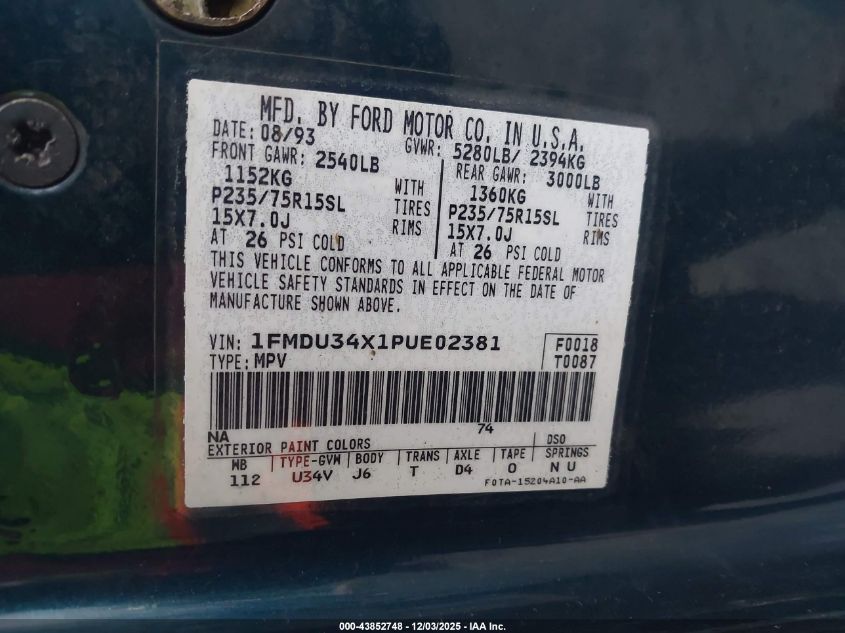 MFD. BY FORD MOTOR CO. IN U.S.A.
DATE: 08/93 GVWR: 5280LB/ 2394KG
FRONT GAWR: 2540LB REAR GAWR: 3000LB
1152KG WITH 1360KG WITH
P235/75R15SL TIRES P235/75R15SL TIRES
15X7.0J RIMS 15X7.0J RIMS
AT 26 PSI COLD AT 26 PSI COLD
THIS VEHICLE CONFORMS TO ALL APPLICABLE FEDERAL MOTOR
VEHICLE SAFETY STANDARDS IN EFFECT ON THE DATE OF
MANUFACTURE SHOWN ABOVE.
VIN: 1FMDU34X1PUE02381 F0018
TYPE: MPV T0087
74
NA DSO
EXTERIOR PAINT COLORS
WB TYPE-GVW BODY TRANS AXLE TAPE SPRINGS
112 U34V J6 T D4 O N U
F0TA-15204A10-AA
000-43852748 - 12/03/2025 - IAA Inc.